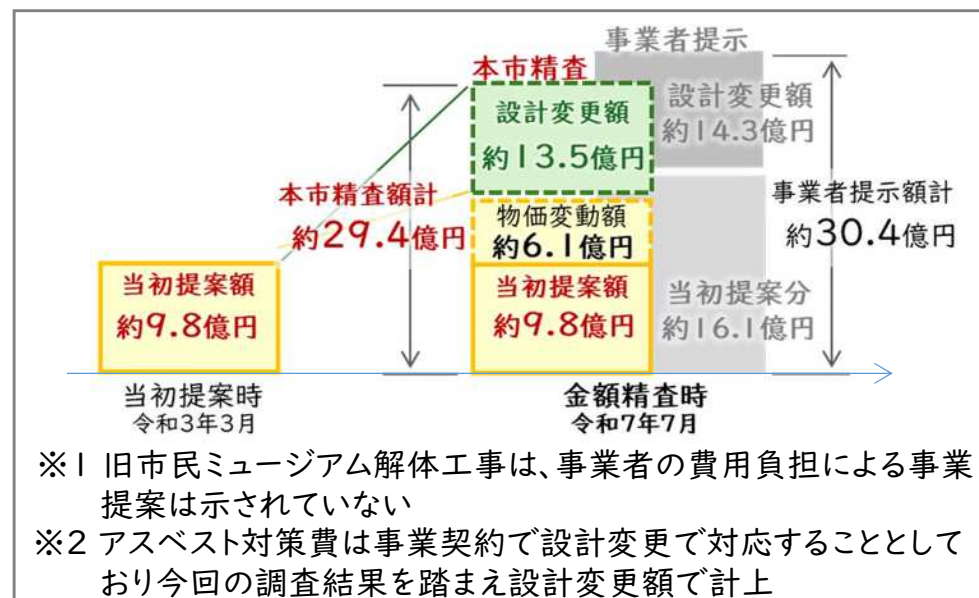 事業者提示
本市精査
設計変更額
約13.5億円
設計変更額
約14.3億円
本市精査額計
約29.4億円
物価変動額
約6.1億円
事業者提示額計
約30.4億円
当初提案額
約9.8億円
当初提案額
約9.8億円
当初提案分
約16.1億円
当初提案時
令和3年3月
金額精査時
令和7年7月
※1 旧市民ミュージアム解体工事は、事業者の費用負担による事業
提案は示されていない
※2 アスベスト対策費は事業契約で設計変更で対応することとして
おり今回の調査結果を踏まえ設計変更額で計上